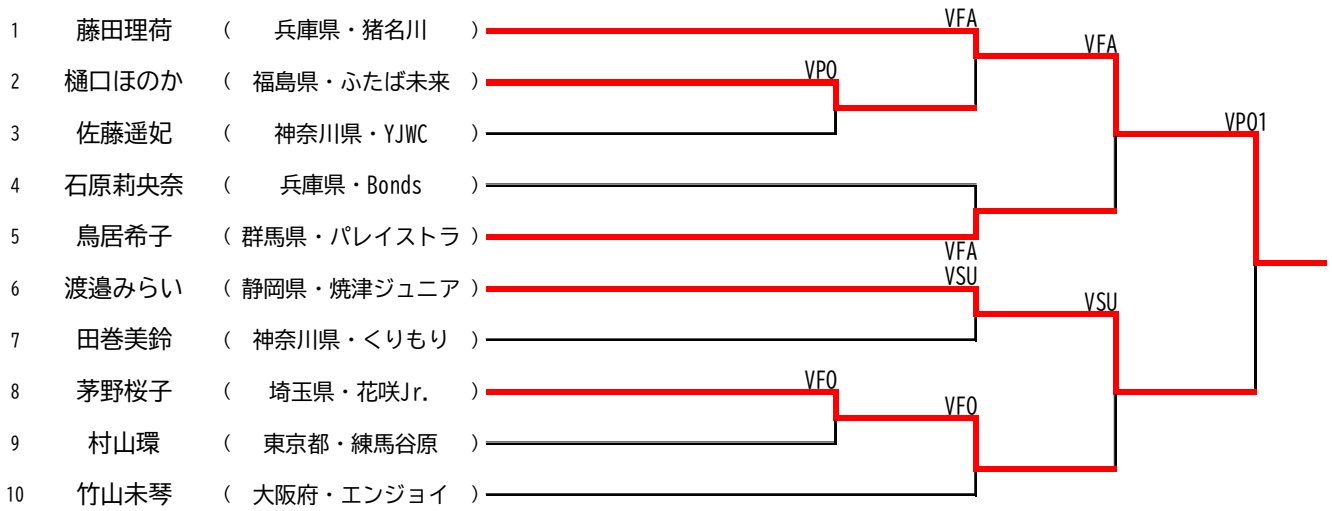 VFA
1 藤田理荷 ( 兵庫県・猪名川 )
VFA
VPO
2 樋口ほのか ( 福島県・ふたば未来 )
VPO1
3 佐藤遥妃 ( 神奈川県・YJWC )
4 石原莉央奈 ( 兵庫県・Bonds )
5 鳥居希子 ( 群馬県・パレイストラ )
VFA
VSU
6 渡邉みらい ( 静岡県・焼津ジュニア )
VSU
7 田巻美鈴 ( 神奈川県・くりもり )
VFO
8 茅野桜子 ( 埼玉県・花咲Jr. )
VFO
9 村山環 ( 東京都・練馬谷原 )
10 竹山未琴 ( 大阪府・エンジョイ )